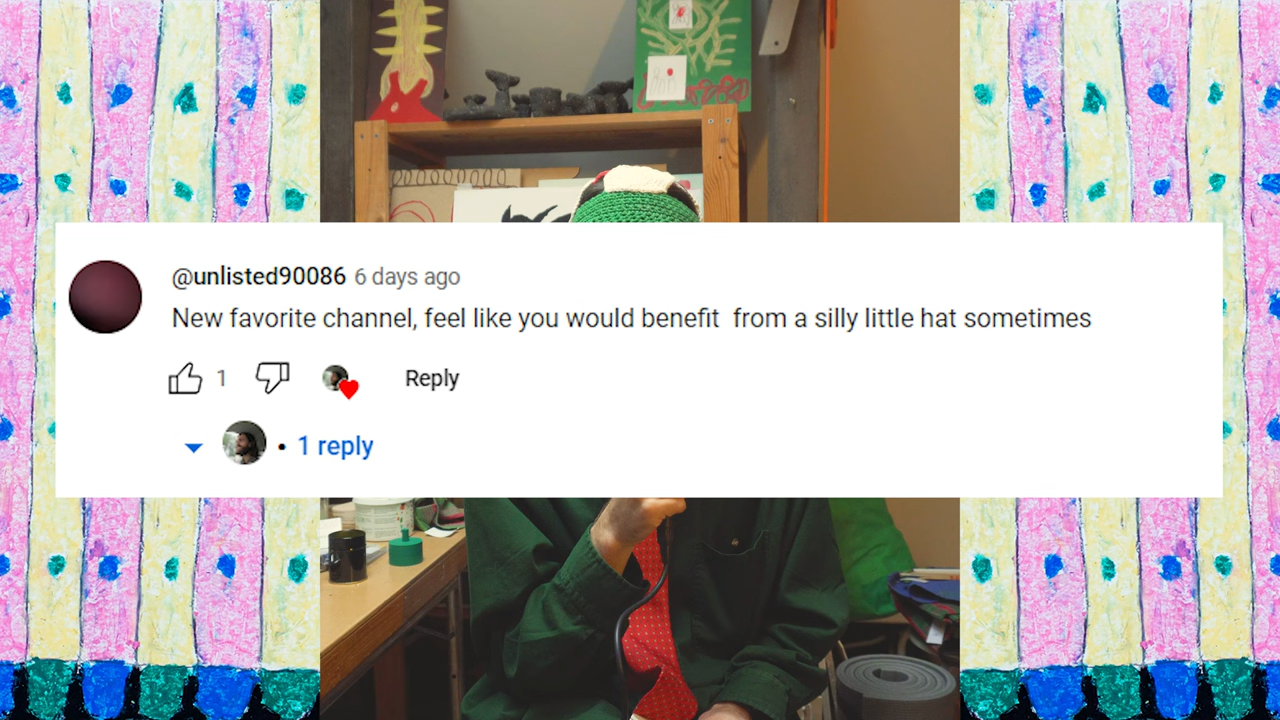 @unlisted90086 6 days ago
New favorite channel, feel like you would benefit  from a silly little hat sometimes
1 Reply
• 1 reply